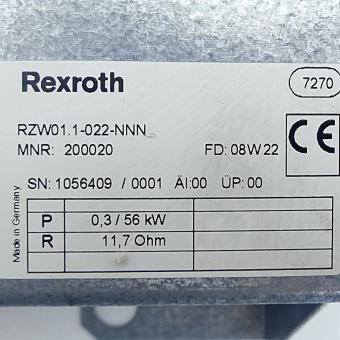 Rexroth
7270
RZW01.1-022-NNN
MNR: 200020 FD: 08W22
CE
SN: 1056409 / 0001 ÄI:00 ÜP: 00
P 0,3 / 56 kW
R 11,7 Ohm
Made in Germany